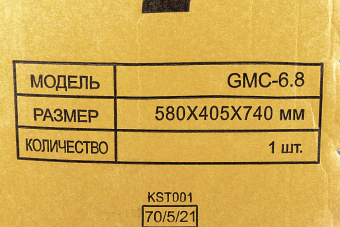 МОДЕЛЬ GMC-6.8
РАЗМЕР 580X405X740 мм
КОЛИЧЕСТВО 1 шт.
KST001
70/5/21